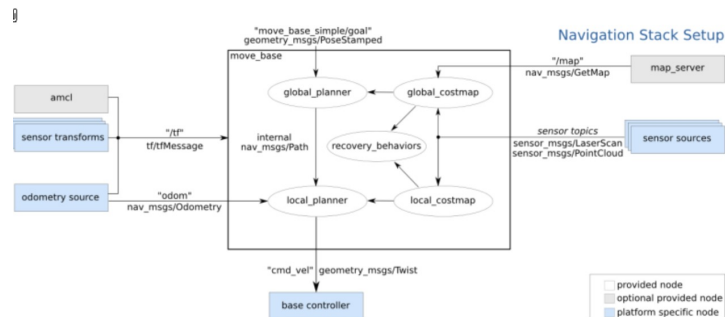 "move_base_simple/goal"
geometry_msgs/PoseStamped
Navigation Stack Setup
move_base
"/map"
nav_msgs/GetMap
map_server
global_planner
global_costmap
amcl
sensor transforms
"/tf"
tf/tfMessage
internal
nav_msgs/Path
recovery_behaviors
sensor topics
sensor_msgs/LaserScan
sensor_msgs/PointCloud
sensor sources
odometry source
"odom"
nav_msgs/Odometry
local_planner
local_costmap
"cmd_vel" geometry_msgs/Twist
base controller
provided node
optional provided node
platform specific node